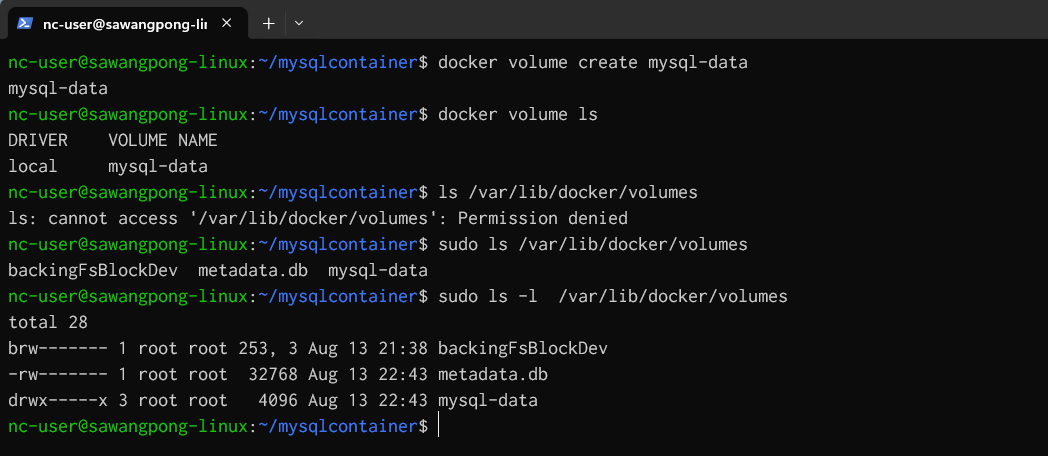 nc-user@sawangpong-lin
nc-user@sawangpong-linux:~/mysqlcontainer$ docker volume create mysql-data
mysql-data
nc-user@sawangpong-linux:~/mysqlcontainer$ docker volume ls
DRIVER    VOLUME NAME
local     mysql-data
nc-user@sawangpong-linux:~/mysqlcontainer$ ls /var/lib/docker/volumes
ls: cannot access '/var/lib/docker/volumes': Permission denied
nc-user@sawangpong-linux:~/mysqlcontainer$ sudo ls /var/lib/docker/volumes
backingFsBlockDev  metadata.db  mysql-data
nc-user@sawangpong-linux:~/mysqlcontainer$ sudo ls -l  /var/lib/docker/volumes
total 28
brw------- 1 root root 253, 3 Aug 13 21:38 backingFsBlockDev
-rw------- 1 root root  32768 Aug 13 22:43 metadata.db
drwx-----x 3 root root   4096 Aug 13 22:43 mysql-data
nc-user@sawangpong-linux:~/mysqlcontainer$